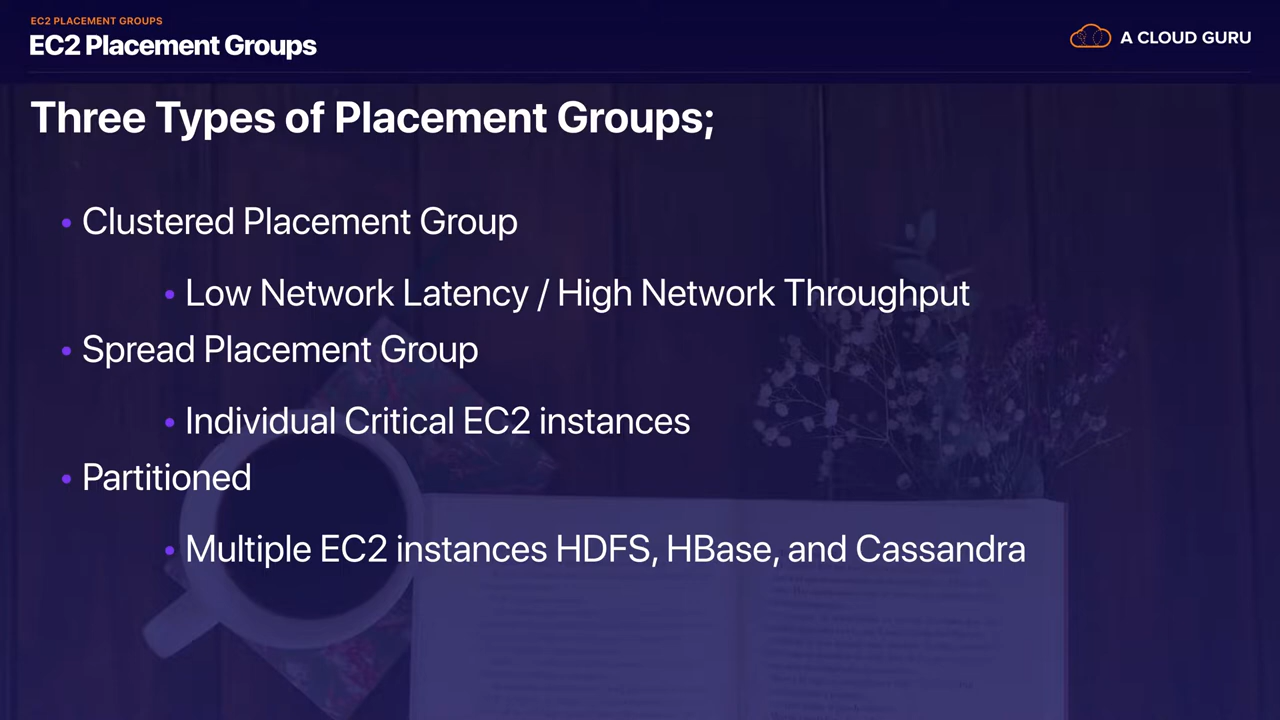 EC2 PLACEMENT GROUPS
EC2 Placement Groups
A CLOUD GURU
Three Types of Placement Groups;
• Clustered Placement Group
• Low Network Latency / High Network Throughput
• Spread Placement Group
• Individual Critical EC2 instances
• Partitioned
• Multiple EC2 instances HDFS, HBase, and Cassandra